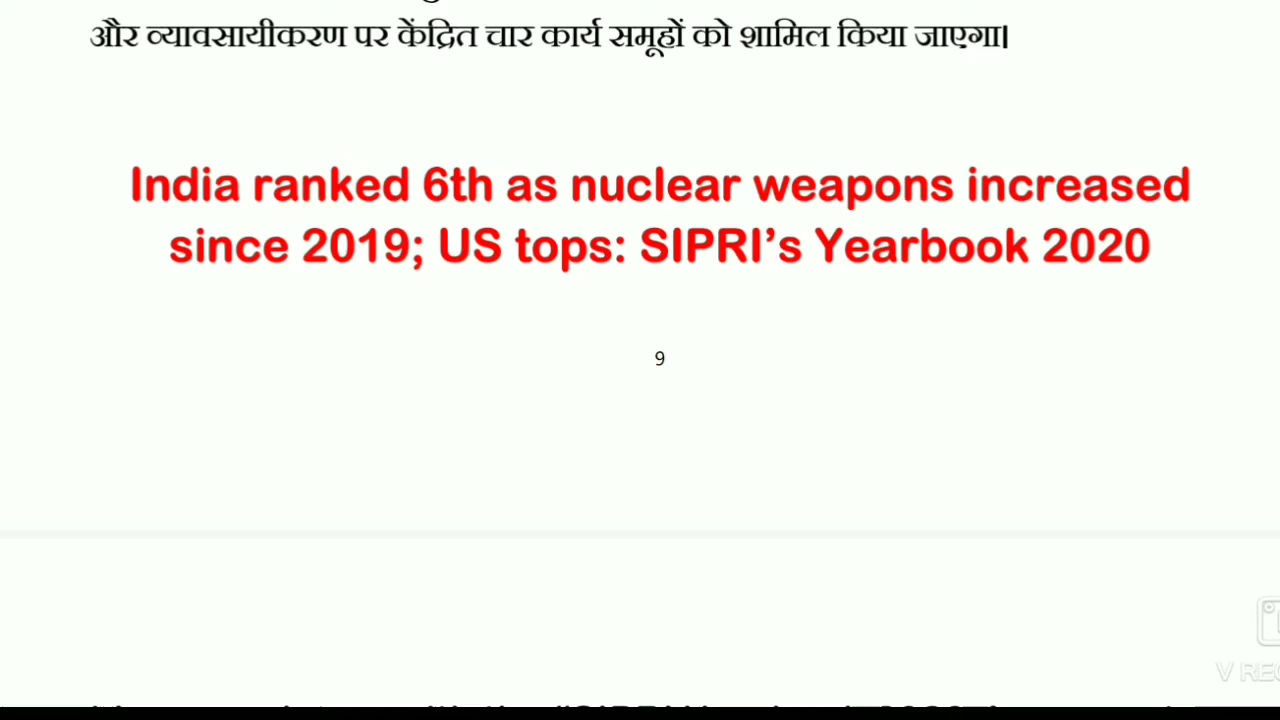 और व्यावसायीकरण पर केंद्रित चार कार्य समूहों को शामिल किया जाएगा।
India ranked 6th as nuclear weapons increased
since 2019; US tops: SIPRI’s Yearbook 2020
9
V REC